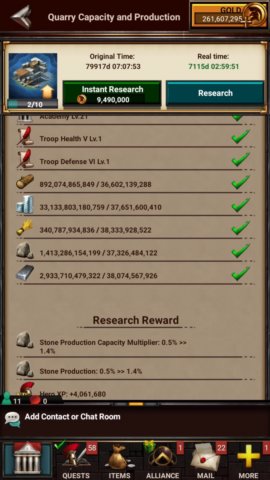 Quarry Capacity and Production
GOLD
261,607,295
Original Time:
79917d 07:07:53
Real time:
7115d 02:59:51
2/10
Instant Research
9,490,000
Research
Academy Lv.21
Troop Health V Lv.1
Troop Defense VI Lv.1
892,074,865,849 / 36,602,139,288
33,133,803,180,759 / 37,651,600,410
340,787,934,836 / 38,333,928,522
1,413,286,154,199 / 37,326,484,122
2,933,710,479,322 / 38,074,567,926
Research Reward
Stone Production Capacity Multiplier: 0.5% >>
1.4%
Stone Production: 0.5% >> 1.4%
Hero XP: +4,061,680
11
0
Add Contact or Chat Room
58
1
22
1
QUESTS
ITEMS
ALLIANCE
MAIL
MORE